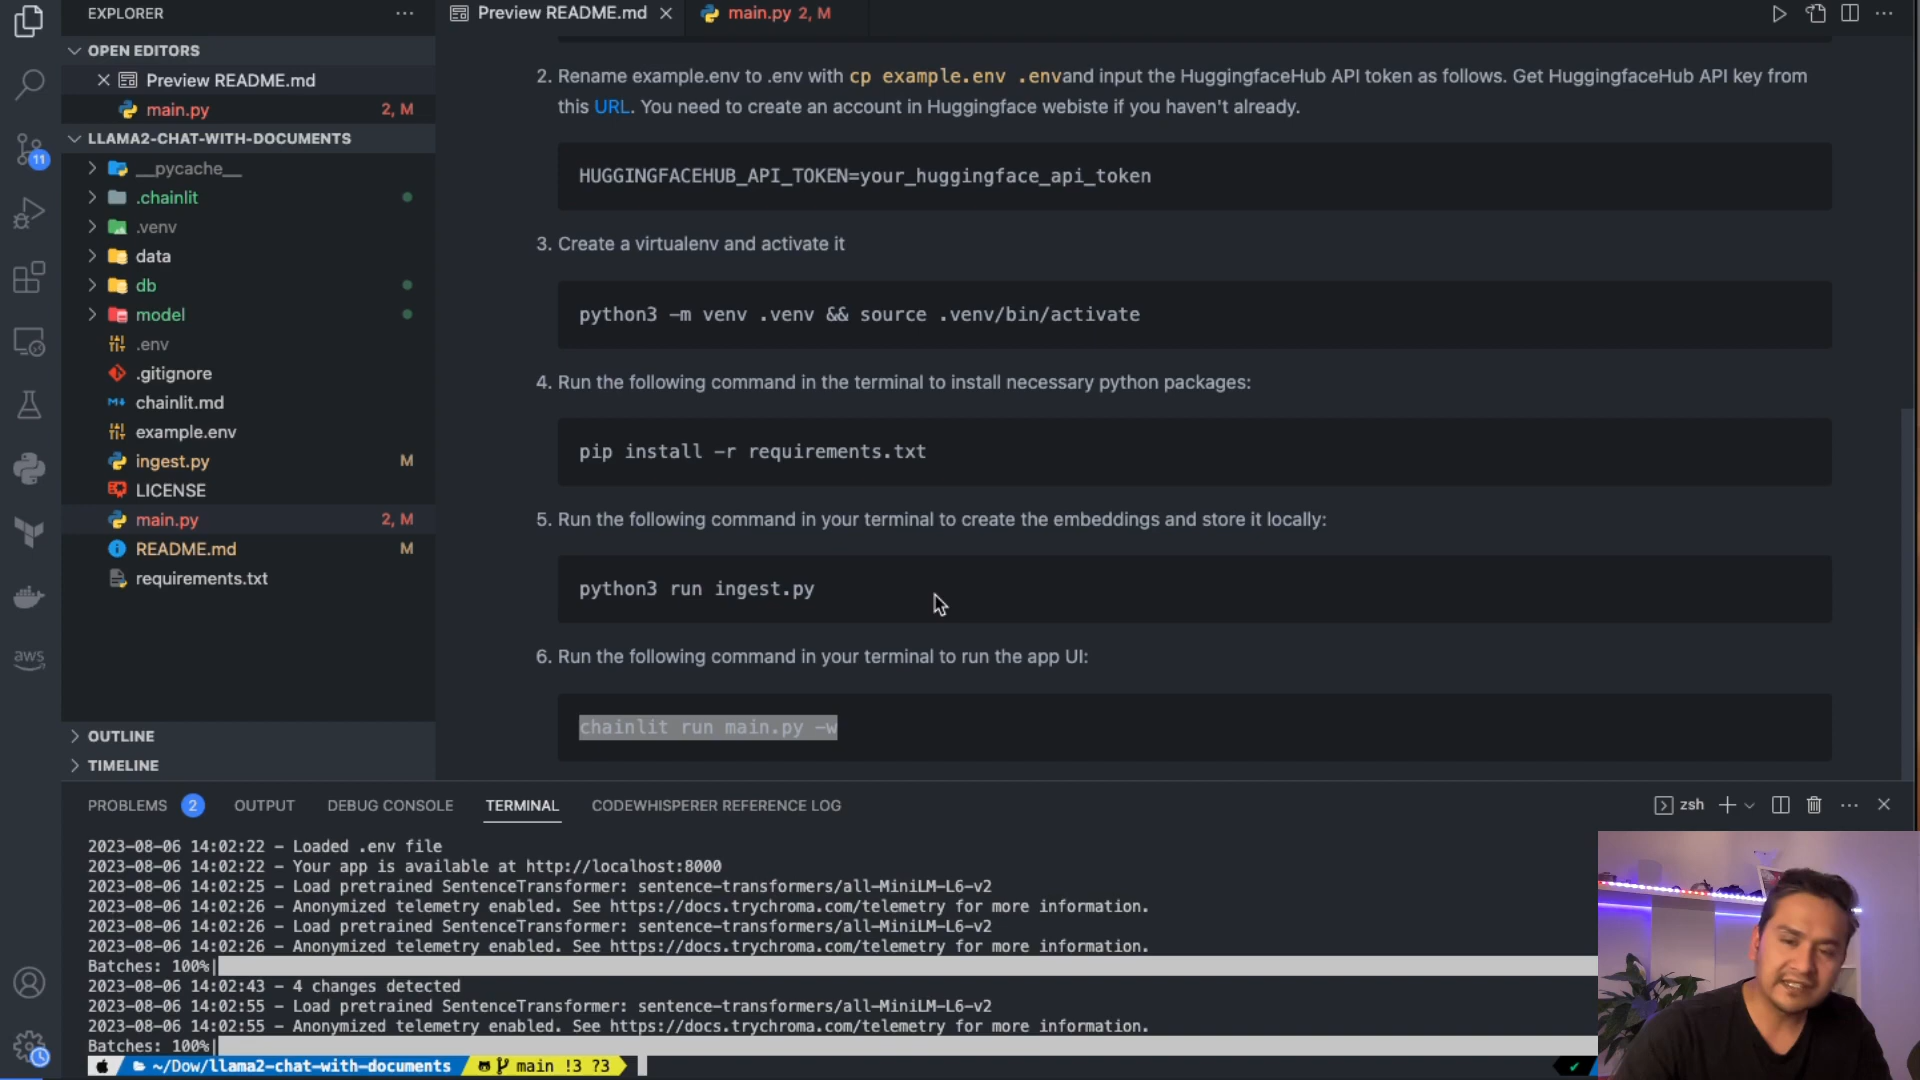 EXPLORER
OPEN EDITORS
Preview README.md
main.py 2, M
LLAMA2-CHAT-WITH-DOCUMENTS
__pycache__
.chainlit
.venv
data
db
model
.env
.gitignore
chainlit.md
example.env
ingest.py M
LICENSE
main.py 2, M
README.md M
requirements.txt
OUTLINE
TIMELINE
11
aws
Preview README.md
main.py 2, M
2. Rename example.env to .env with cp example.env .envand input the HuggingfaceHub API token as follows. Get HuggingfaceHub API key from
this URL. You need to create an account in Huggingface webiste if you haven't already.
HUGGINGFACEHUB_API_TOKEN=your_huggingface_api_token
3. Create a virtualenv and activate it
python3 -m venv .venv && source .venv/bin/activate
4. Run the following command in the terminal to install necessary python packages:
pip install -r requirements.txt
5. Run the following command in your terminal to create the embeddings and store it locally:
python3 run ingest.py
6. Run the following command in your terminal to run the app UI:
chainlit run main.py -w
PROBLEMS 2 OUTPUT DEBUG CONSOLE TERMINAL CODEWHISPERER REFERENCE LOG
zsh
2023-08-06 14:02:22 - Loaded .env file
2023-08-06 14:02:22 - Your app is available at http://localhost:8000
2023-08-06 14:02:25 - Load pretrained SentenceTransformer: sentence-transformers/all-MiniLM-L6-v2
2023-08-06 14:02:26 - Anonymized telemetry enabled. See https://docs.trychroma.com/telemetry for more information.
2023-08-06 14:02:26 - Load pretrained SentenceTransformer: sentence-transformers/all-MiniLM-L6-v2
2023-08-06 14:02:26 - Anonymized telemetry enabled. See https://docs.trychroma.com/telemetry for more information.
Batches: 100%|
2023-08-06 14:02:43 - 4 changes detected
2023-08-06 14:02:55 - Load pretrained SentenceTransformer: sentence-transformers/all-MiniLM-L6-v2
2023-08-06 14:02:55 - Anonymized telemetry enabled. See https://docs.trychroma.com/telemetry for more information.
Batches: 100%|
~/Dow/llama2-chat-with-documents main !3 ?3